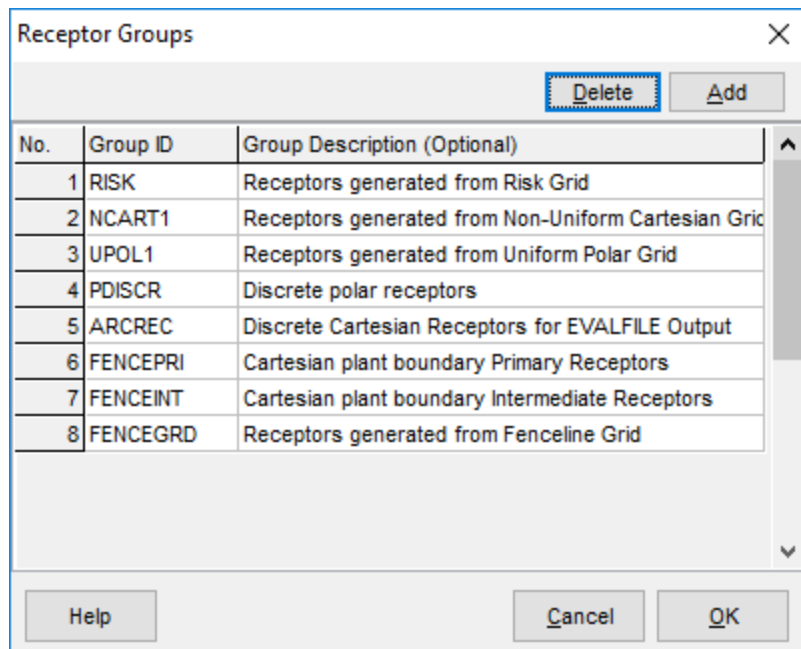 Receptor Groups
Delete Add
No. Group ID Group Description (Optional)
1 RISK Receptors generated from Risk Grid
2 NCART1 Receptors generated from Non-Uniform Cartesian Grid
3 UPOL1 Receptors generated from Uniform Polar Grid
4 PDISCR Discrete polar receptors
5 ARCREC Discrete Cartesian Receptors for EVALFILE Output
6 FENCEPRI Cartesian plant boundary Primary Receptors
7 FENCEINT Cartesian plant boundary Intermediate Receptors
8 FENCEGRD Receptors generated from Fenceline Grid
Help Cancel OK